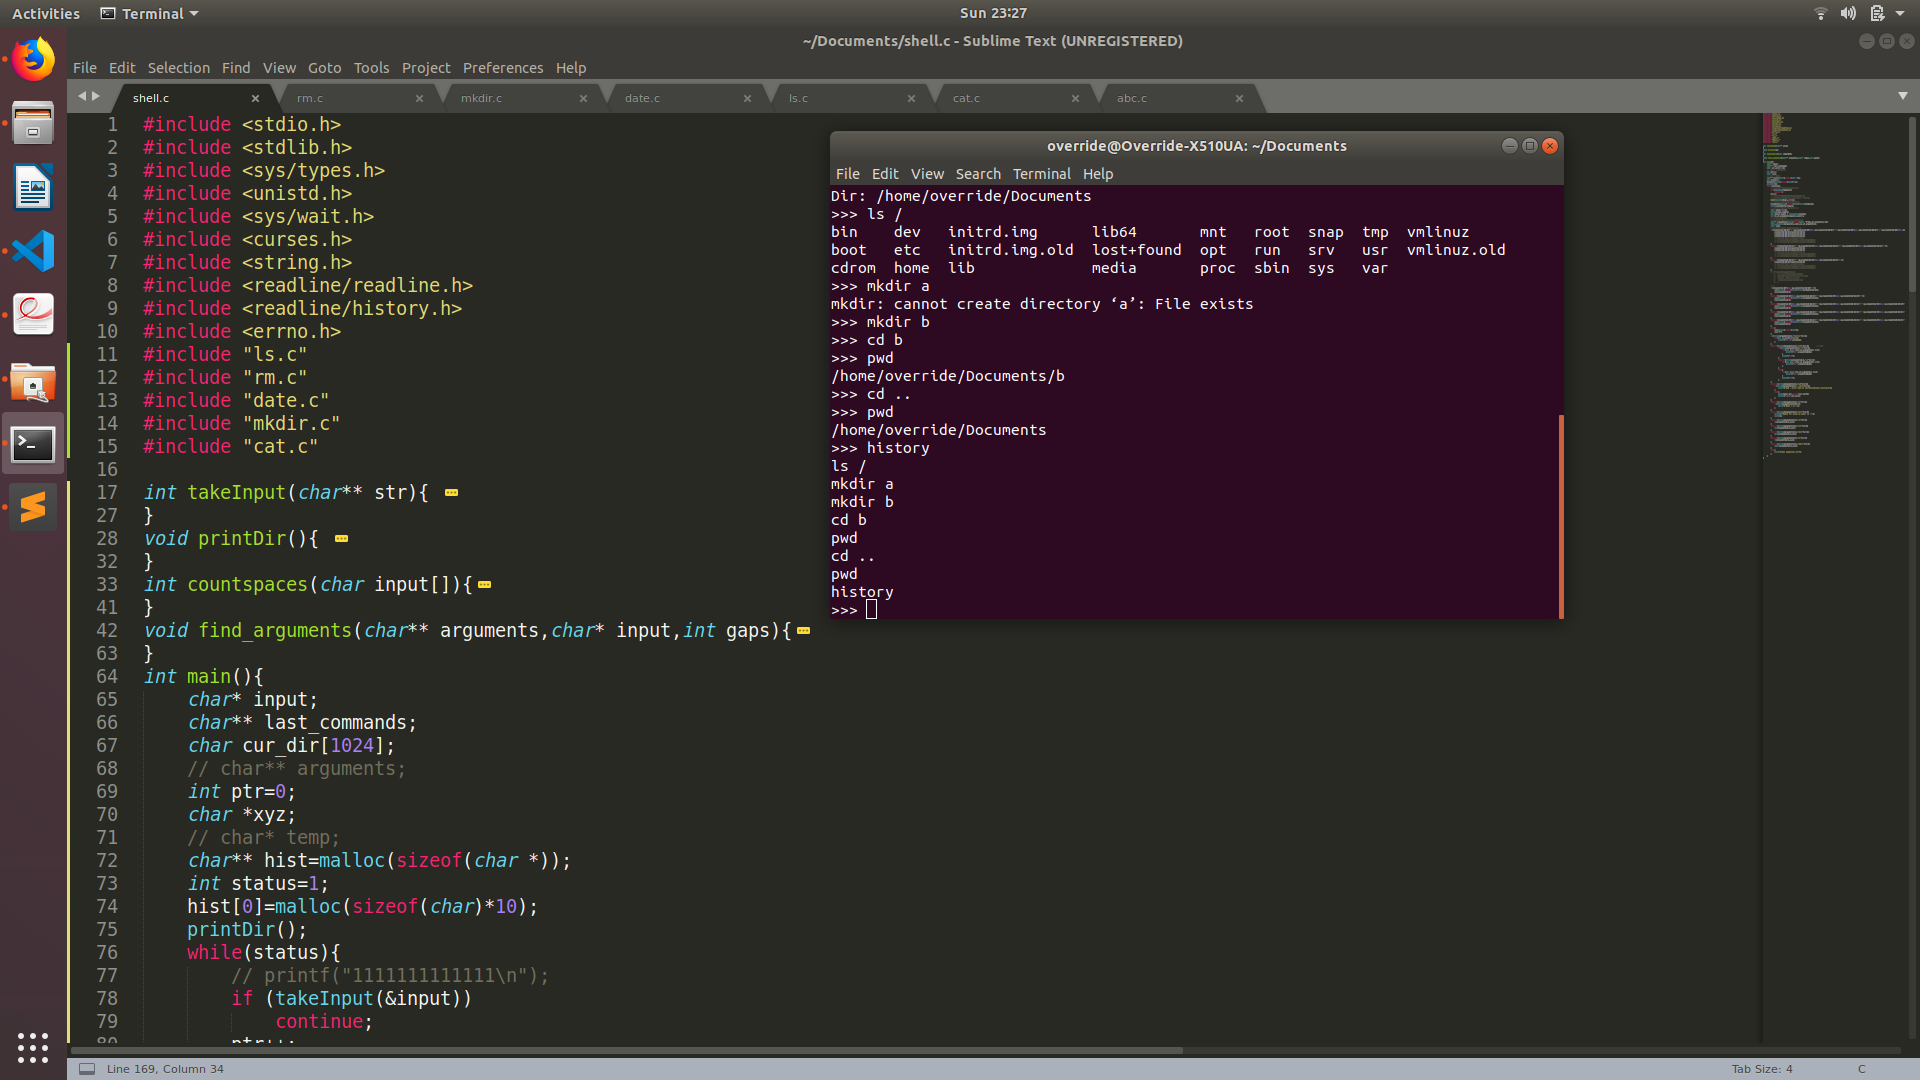 Activities Terminal Sun 23:27
~/Documents/shell.c - Sublime Text (UNREGISTERED)
File Edit Selection Find View Goto Tools Project Preferences Help
shell.c × rm.c × mkdir.c × date.c × ls.c × cat.c × abc.c ×
1 #include <stdio.h>
2 #include <stdlib.h>
3 #include <sys/types.h>
4 #include <unistd.h>
5 #include <sys/wait.h>
6 #include <curses.h>
7 #include <string.h>
8 #include <readline/readline.h>
9 #include <readline/history.h>
10 #include <errno.h>
11 #include "ls.c"
12 #include "rm.c"
13 #include "date.c"
14 #include "mkdir.c"
15 #include "cat.c"
16
17 int takeInput(char** str){
27 }
28 void printDir(){
32 }
33 int countspaces(char input[]){
41 }
42 void find_arguments(char** arguments,char* input,int gaps){
63 }
64 int main(){
65 char* input;
66 char** last_commands;
67 char cur_dir[1024];
68 // char** arguments;
69 int ptr=0;
70 char *xyz;
71 // char* temp;
72 char** hist=malloc(sizeof(char *));
73 int status=1;
74 hist[0]=malloc(sizeof(char)*10);
75 printDir();
76 while(status){
77 // printf("1111111111111\n");
78 if (takeInput(&input))
79 continue;
80 ptr++;
override@Override-X510UA: ~/Documents
File Edit View Search Terminal Help
Dir: /home/override/Documents
>>> ls /
bin dev initrd.img lib64 mnt root snap tmp vmlinuz
boot etc initrd.img.old lost+found opt run srv usr vmlinuz.old
cdrom home lib media proc sbin sys var
>>> mkdir a
mkdir: cannot create directory ‘a’: File exists
>>> mkdir b
>>> cd b
>>> pwd
/home/override/Documents/b
>>> cd ..
>>> pwd
/home/override/Documents
>>> history
ls /
mkdir a
mkdir b
cd b
pwd
cd ..
pwd
history
>>>
Line 169, Column 34 Tab Size: 4 C